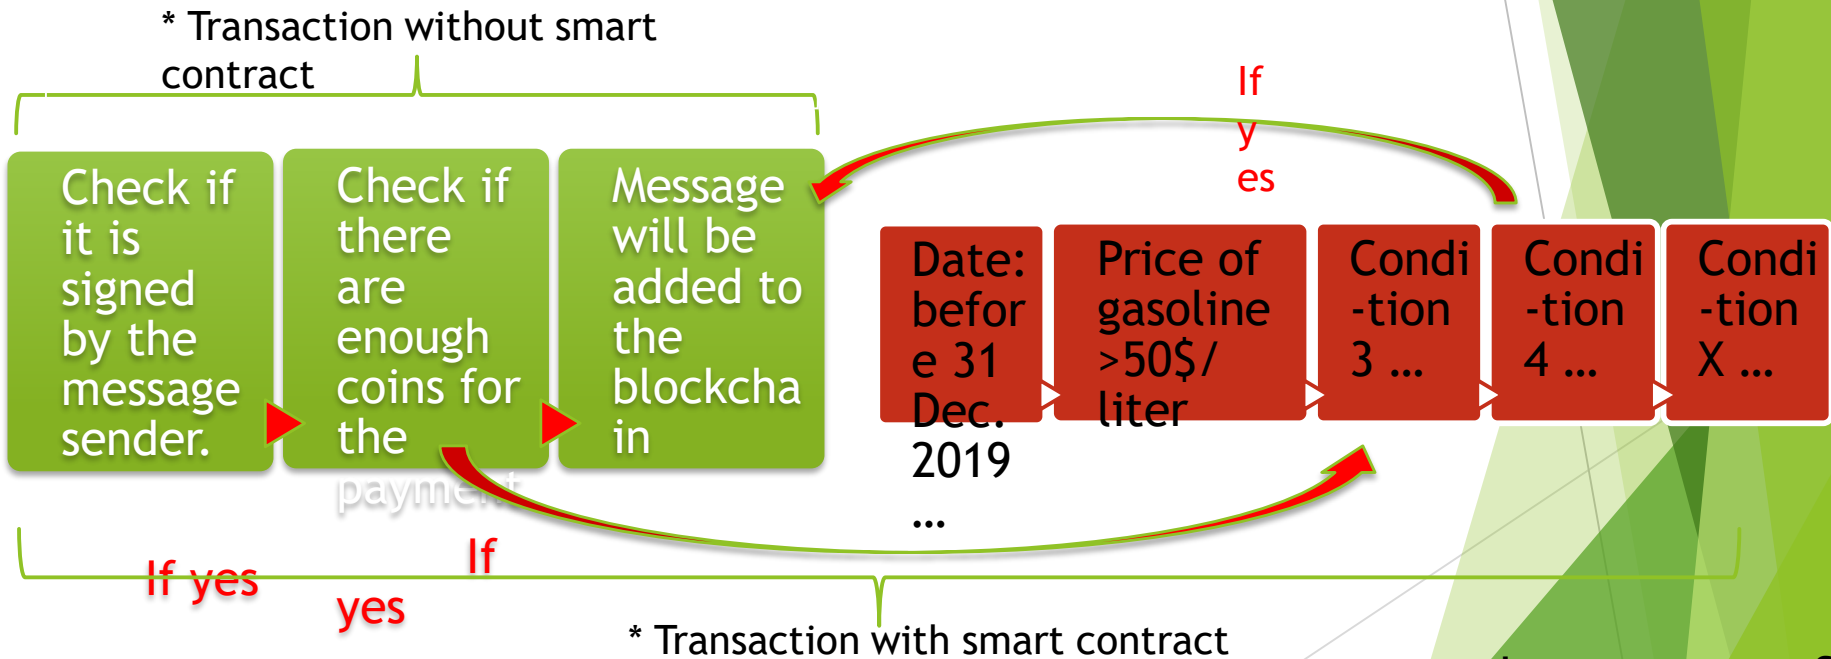 * Transaction without smart
contract
If
y
es
Check if
it is
signed
by the
message
sender.
Check if
there
are
enough
coins for
the
payment
Message
will be
added to
the
blockcha
in
Date:
befor
e 31
Dec.
2019
…
Price of
gasoline
>50$/
liter
Condi
-tion
3 …
Condi
-tion
4 …
Condi
-tion
X …
If yes
If
yes
* Transaction with smart contract